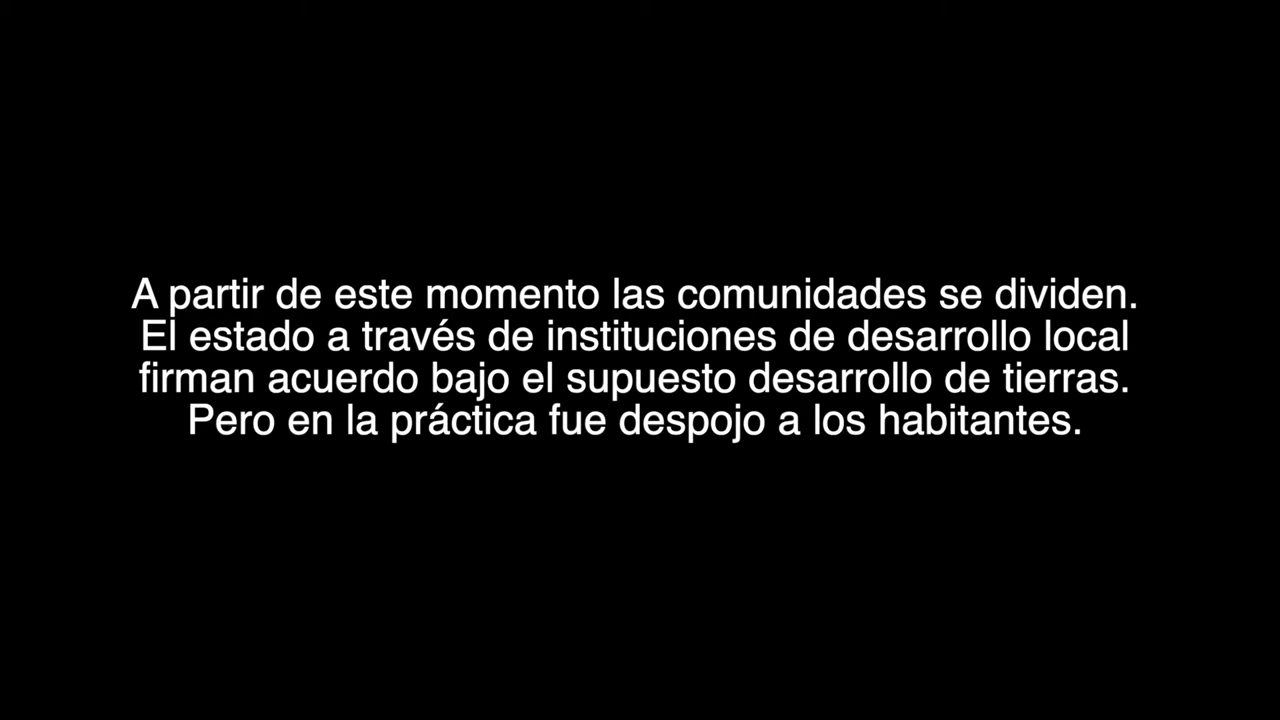 A partir de este momento las comunidades se dividen.
El estado a través de instituciones de desarrollo local
firman acuerdo bajo el supuesto desarrollo de tierras.
Pero en la práctica fue despojo a los habitantes.